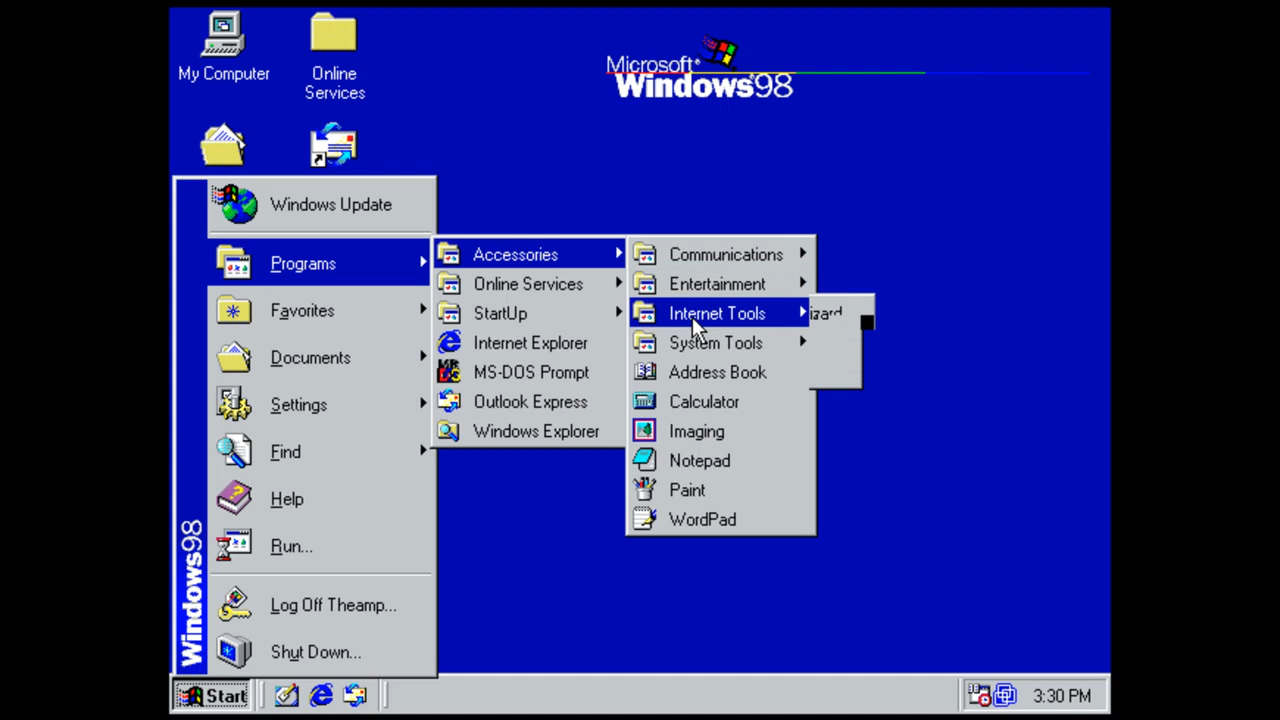 My Computer
Online
Services
Microsoft
Windows 98
Windows Update
Programs
Favorites
Documents
Settings
Find
Help
Run...
Log Off Theamp...
Shut Down...
Windows98
Accessories
Online Services
StartUp
Internet Explorer
MS-DOS Prompt
Outlook Express
Windows Explorer
Communications
Entertainment
Internet Tools
System Tools
Address Book
Calculator
Imaging
Notepad
Paint
WordPad
Start
3:30 PM